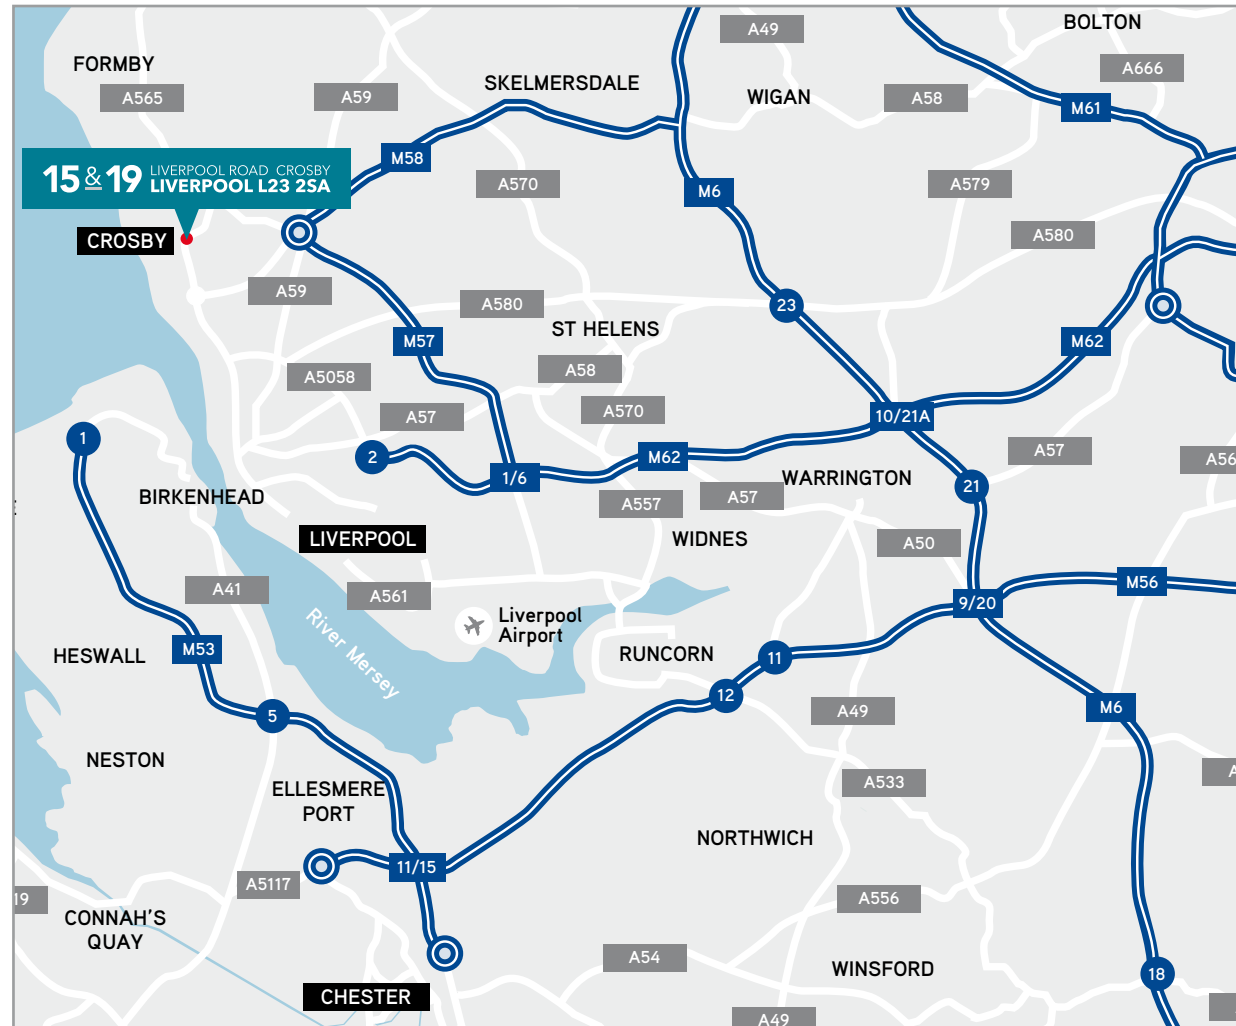 BOLTON
A49
FORMBY
A666
SKELMERSDALE
WIGAN
A565
A59
A58
M61
M58
15 & 19
LIVERPOOL ROAD CROSBY
LIVERPOOL L23 2SA
A570
M6
A579
CROSBY
A580
A59
A580
23
ST HELENS
M57
M62
A5058
A58
A57
A570
10/21A
1
2
M62
A57
A56
1/6
WARRINGTON
21
BIRKENHEAD
A557
A57
LIVERPOOL
WIDNES
A50
A41
A561
M56
9/20
Liverpool
Airport
River Mersey
HESWALL
M53
RUNCORN
11
12
5
A49
M6
NESTON
A533
ELLESMERE
PORT
NORTHWICH
11/15
A5117
19
A556
CONNAH'S
QUAY
A54
WINSFORD
18
CHESTER
A49